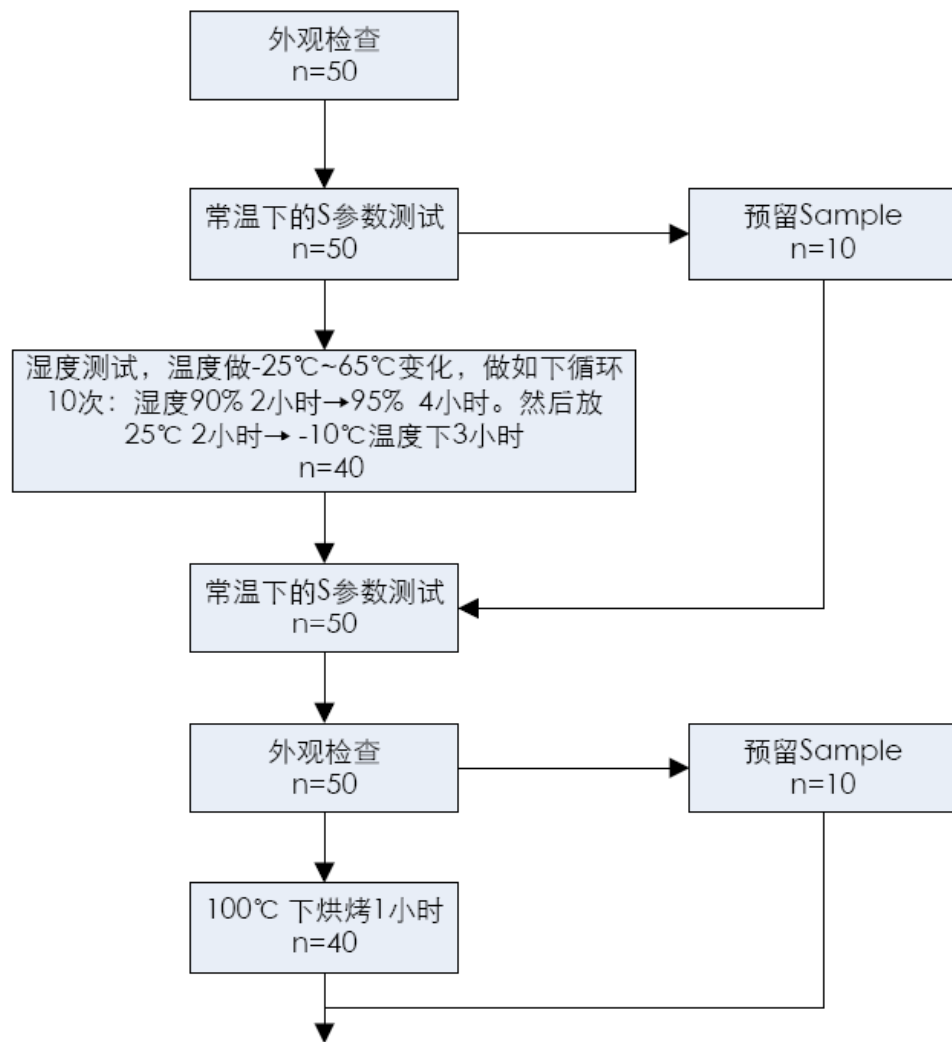 外观检查
n=50
常温下的S参数测试
n=50
预留Sample
n=10
湿度测试，温度做-25℃~65℃变化，做如下循环
10次：湿度90% 2小时→95% 4小时。然后放
25℃ 2小时→ -10℃温度下3小时
n=40
常温下的S参数测试
n=50
外观检查
n=50
预留Sample
n=10
100℃ 下烘烤1小时
n=40